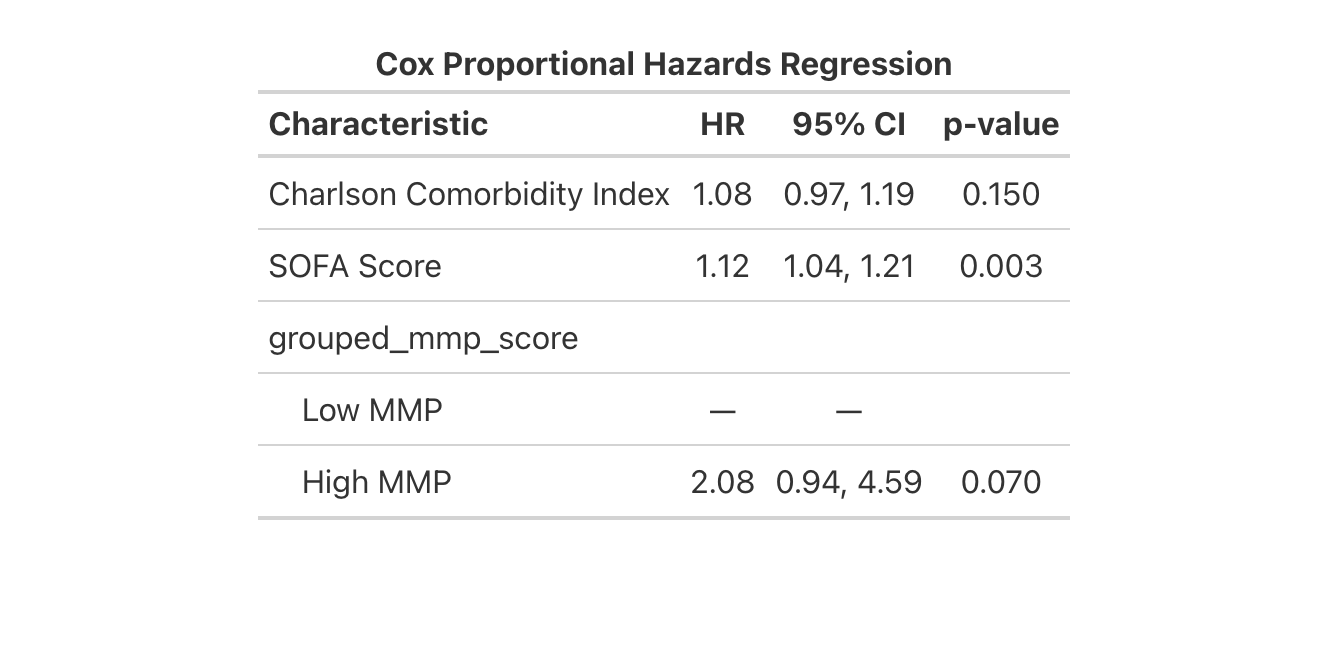 Cox Proportional Hazards Regression
Characteristic HR 95% CI p-value
Charlson Comorbidity Index 1.08 0.97, 1.19 0.150
SOFA Score 1.12 1.04, 1.21 0.003
grouped_mmp_score
Low MMP — —
High MMP 2.08 0.94, 4.59 0.070